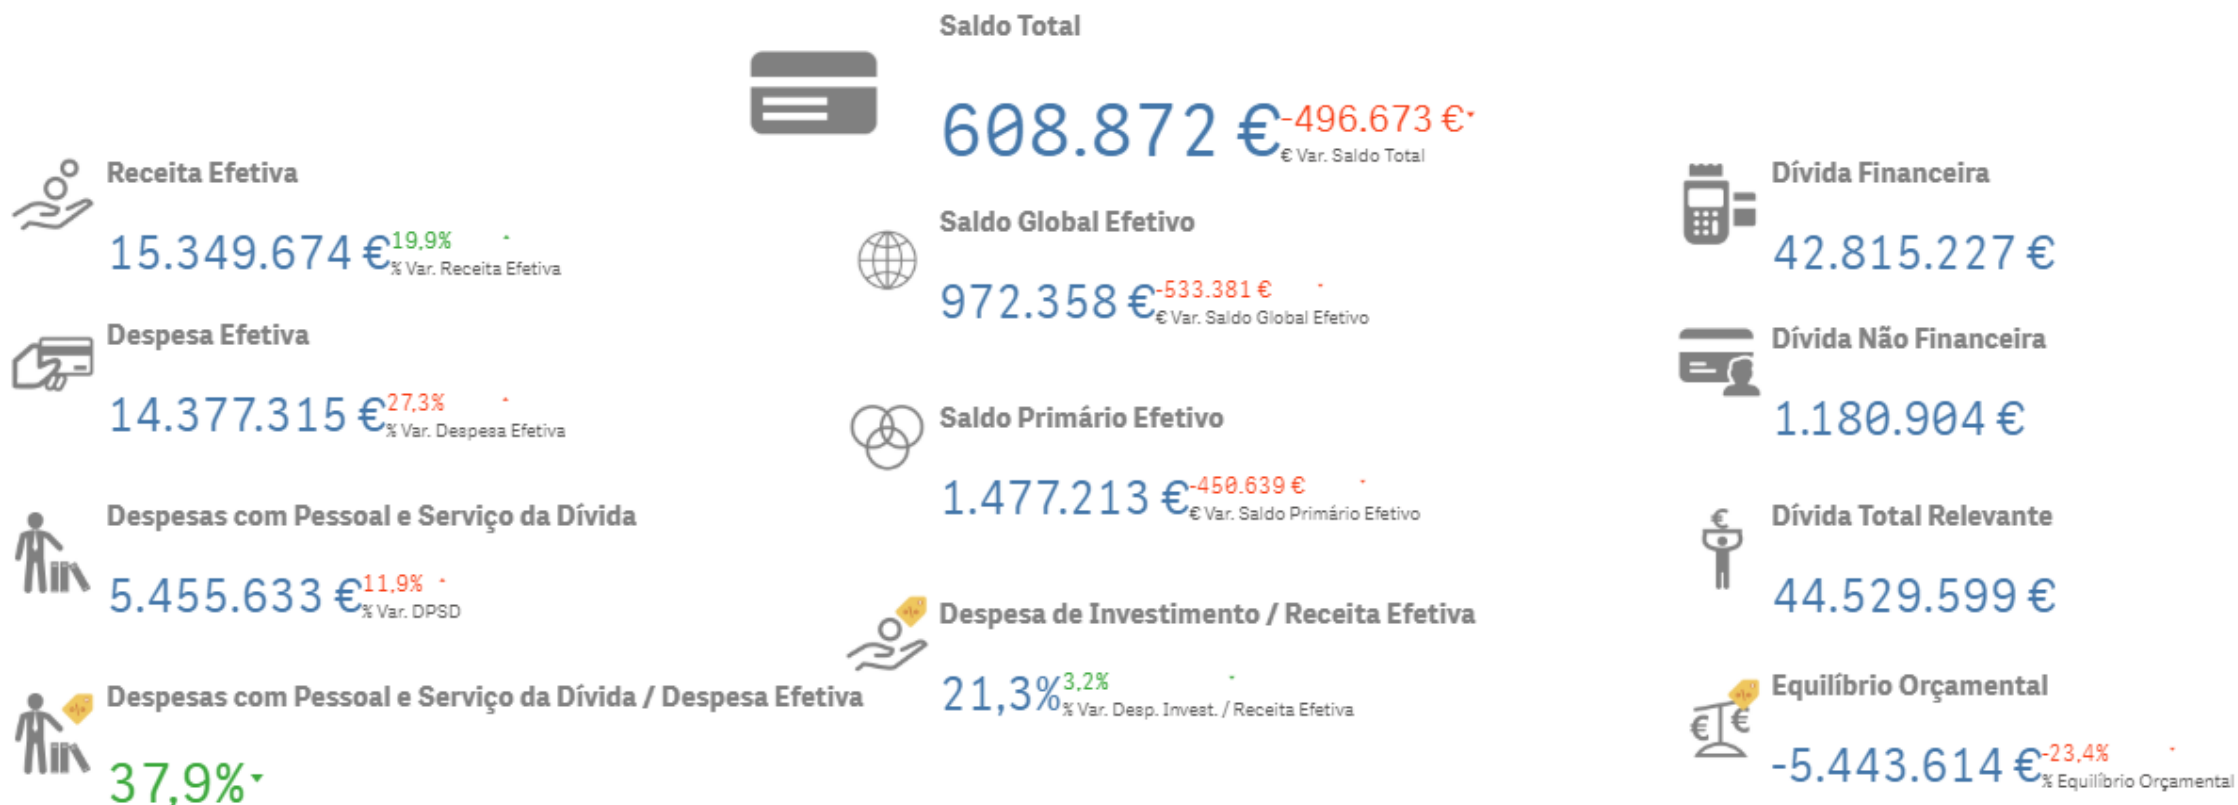 Saldo Total
608.872 €
-496.673 €
€ Var. Saldo Total
Receita Efetiva
15.349.674 €
19,9%
% Var. Receita Efetiva
Despesa Efetiva
14.377.315 €
27,3%
% Var. Despesa Efetiva
Despesas com Pessoal e Serviço da Dívida
5.455.633 €
11,9%
% Var. DPSD
Despesas com Pessoal e Serviço da Dívida / Despesa Efetiva
37,9%
Saldo Global Efetivo
972.358 €
-533.381 €
€ Var. Saldo Global Efetivo
Saldo Primário Efetivo
1.477.213 €
-450.639 €
€ Var. Saldo Primário Efetivo
Despesa de Investimento / Receita Efetiva
21,3%
3,2%
% Var. Desp. Invest. / Receita Efetiva
Dívida Financeira
42.815.227 €
Dívida Não Financeira
1.180.904 €
Dívida Total Relevante
44.529.599 €
Equilíbrio Orçamental
-5.443.614 €
-23,4%
% Equilíbrio Orçamental